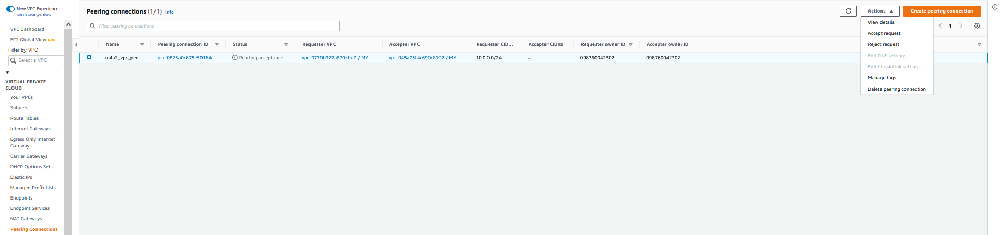 New VPC Experience
Tell us what you think
VPC Dashboard
EC2 Global View New
Filter by VPC:
Select a VPC
VIRTUAL PRIVATE
CLOUD
Your VPCs
Subnets
Route Tables
Internet Gateways
Egress Only Internet
Gateways
Carrier Gateways
DHCP Options Sets
Elastic IPs
Managed Prefix Lists
Endpoints
Endpoint Services
NAT Gateways
Peering Connections
Peering connections (1/1) Info
Actions
Create peering connection
Filter peering connections
1
Name Peering connection ID Status Requester VPC Accepter VPC Requester CID... Accepter CIDRs Requester owner ID Accepter owner ID
m4a2_vpc_pee... pcx-0825a0c675e50164c Pending acceptance vpc-0770b327a870cffe7 / MY... vpc-045a75f4c690c8102 / MY... 10.0.0.0/24 – 098760042302 098760042302
View details
Accept request
Reject request
Edit DNS settings
Edit ClassicLink settings
Manage tags
Delete peering connection